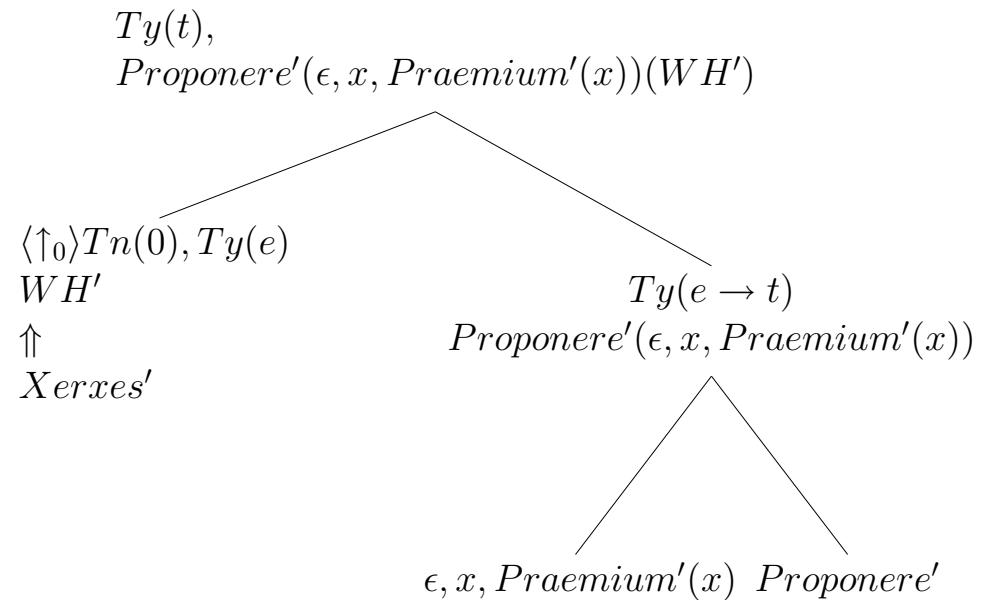 Ty(t),
Proponere′(ϵ, x, Praemium′(x))(WH′)
⟨↑₀⟩Tn(0), Ty(e)
WH′
⇑
Xerxes′
Ty(e → t)
Proponere′(ϵ, x, Praemium′(x))
ϵ, x, Praemium′(x) Proponere′